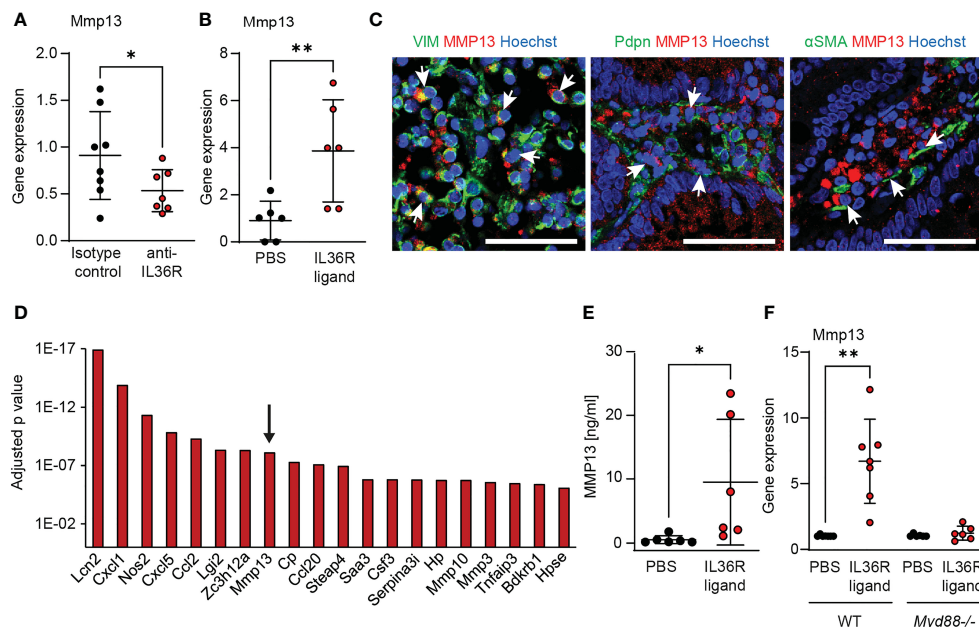 A
Mmp13
Gene expression
2.0
1.5
1.0
0.5
0.0
*
Isotype
control
anti-
IL36R
B
Mmp13
Gene expression
8
6
4
2
0
**
PBS
IL36R
ligand
C
VIM MMP13 Hoechst
Pdpn MMP13 Hoechst
αSMA MMP13 Hoechst
D
Adjusted p value
1E-17
1E-12
1E-07
1E-02
Lcn2
Cxcl1
Nos2
Cxcl5
Ccl2
Lgi2
Zc3h12a
Mmp13
Cp
Ccl20
Steap4
Saa3
Csf3
Serpina3i
Hp
Mmp10
Mmp3
Tnfaip3
Bdkrb1
Hpse
E
MMP13 [ng/ml]
30
20
10
0
*
PBS
IL36R
ligand
F
Mmp13
Gene expression
15
10
5
0
**
PBS
IL36R
ligand
PBS
IL36R
ligand
WT
Myd88-/-